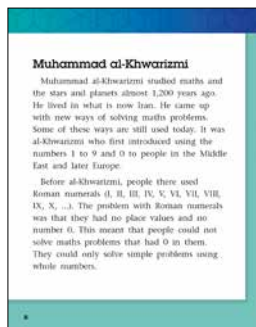 Muhammad al-Khwarizmi
Muhammad al-Khwarizmi studied maths and
the stars and planets almost 1,200 years ago.
He lived in what is now Iran. He came up
with new ways of solving maths problems.
Some of these ways are still used today. It was
al-Khwarizmi who first introduced using the
numbers 1 to 9 and 0 to people in the Middle
East and later Europe.
Before al-Khwarizmi, people there used
Roman numerals (I, II, III, IV, V, VI, VII, VIII,
IX, X, ...). The problem with Roman numerals
was that they had no place values and no
number 0. This meant that people could not
solve maths problems that had 0 in them.
They could only solve simple problems using
whole numbers.